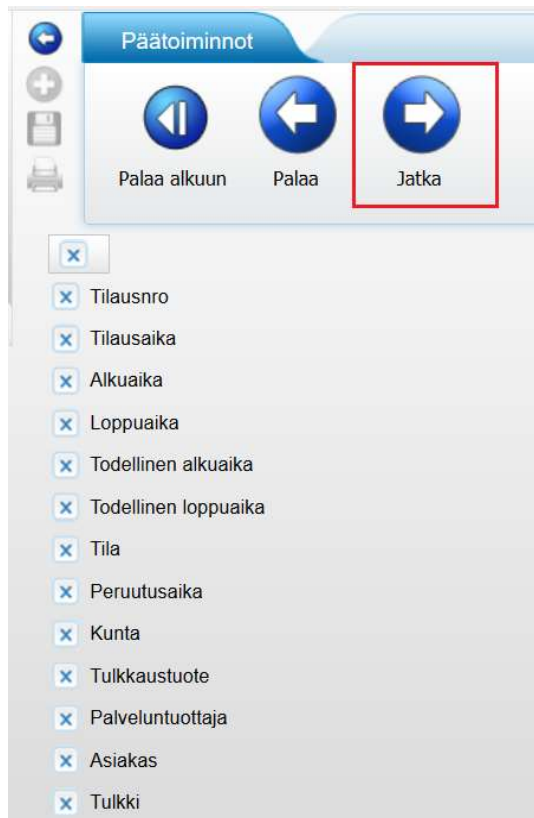 Päätoiminnot
Palaa alkuun Palaa Jatka
Tilausnro
Tilausaika
Alkuaika
Loppuaika
Todellinen alkuaika
Todellinen loppuaika
Tila
Peruutusaika
Kunta
Tulkkaustuote
Palveluntuottaja
Asiakas
Tulkki